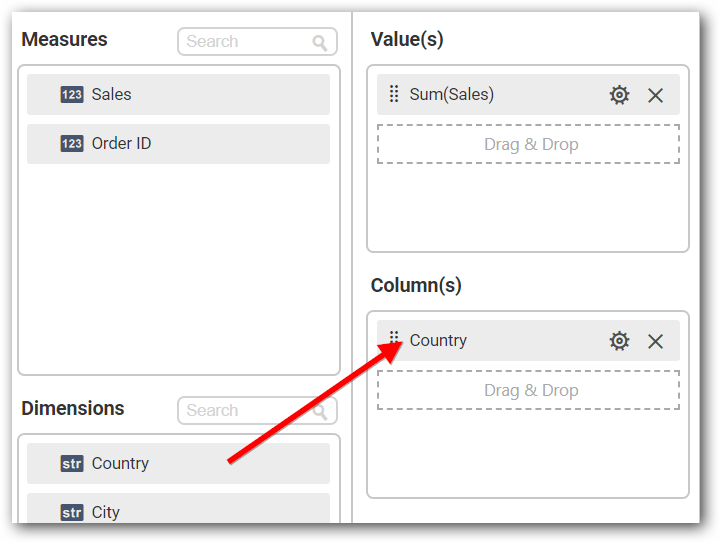 Measures
Search
123 Sales
123 Order ID
Dimensions
Search
str Country
str City
Value(s)
Sum(Sales)
Drag & Drop
Column(s)
Country
Drag & Drop